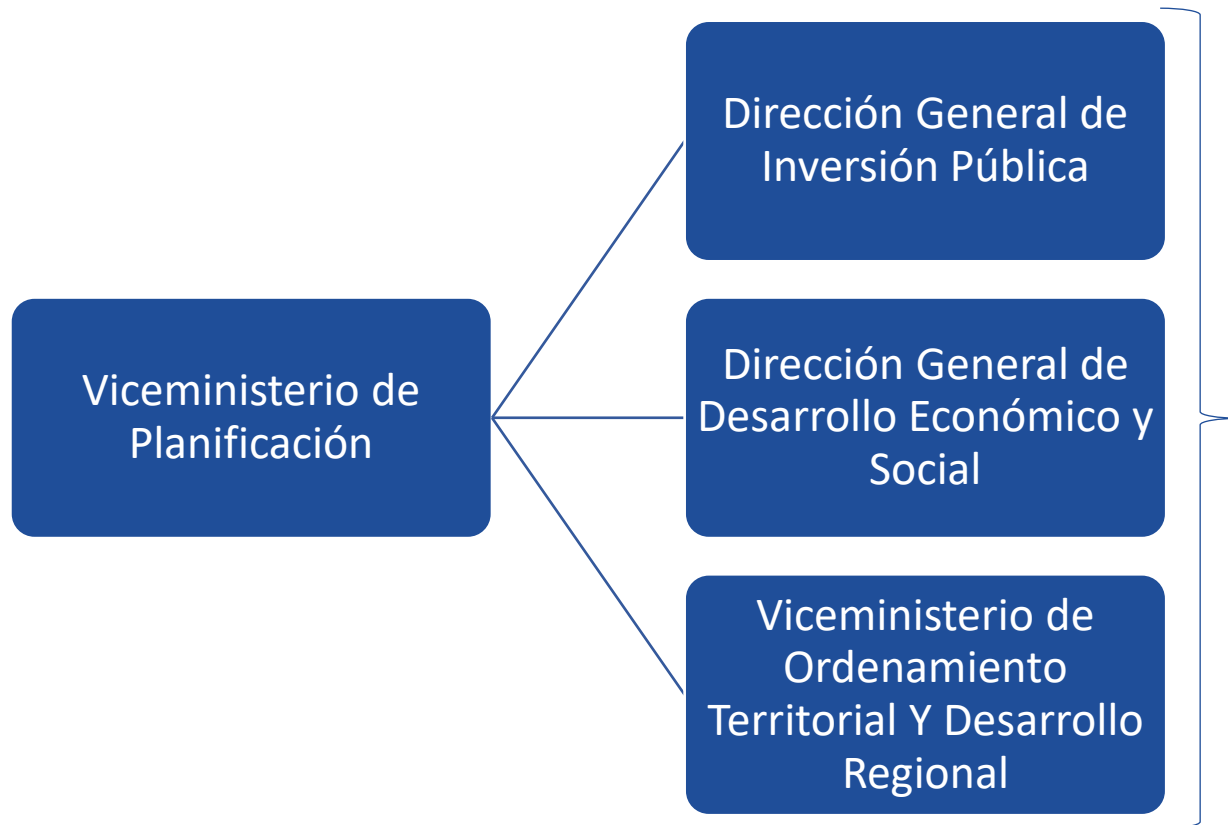 Viceministerio de
Planificación
Dirección General de
Inversión Pública
Dirección General de
Desarrollo Económico y
Social
Viceministerio de
Ordenamiento
Territorial Y Desarrollo
Regional